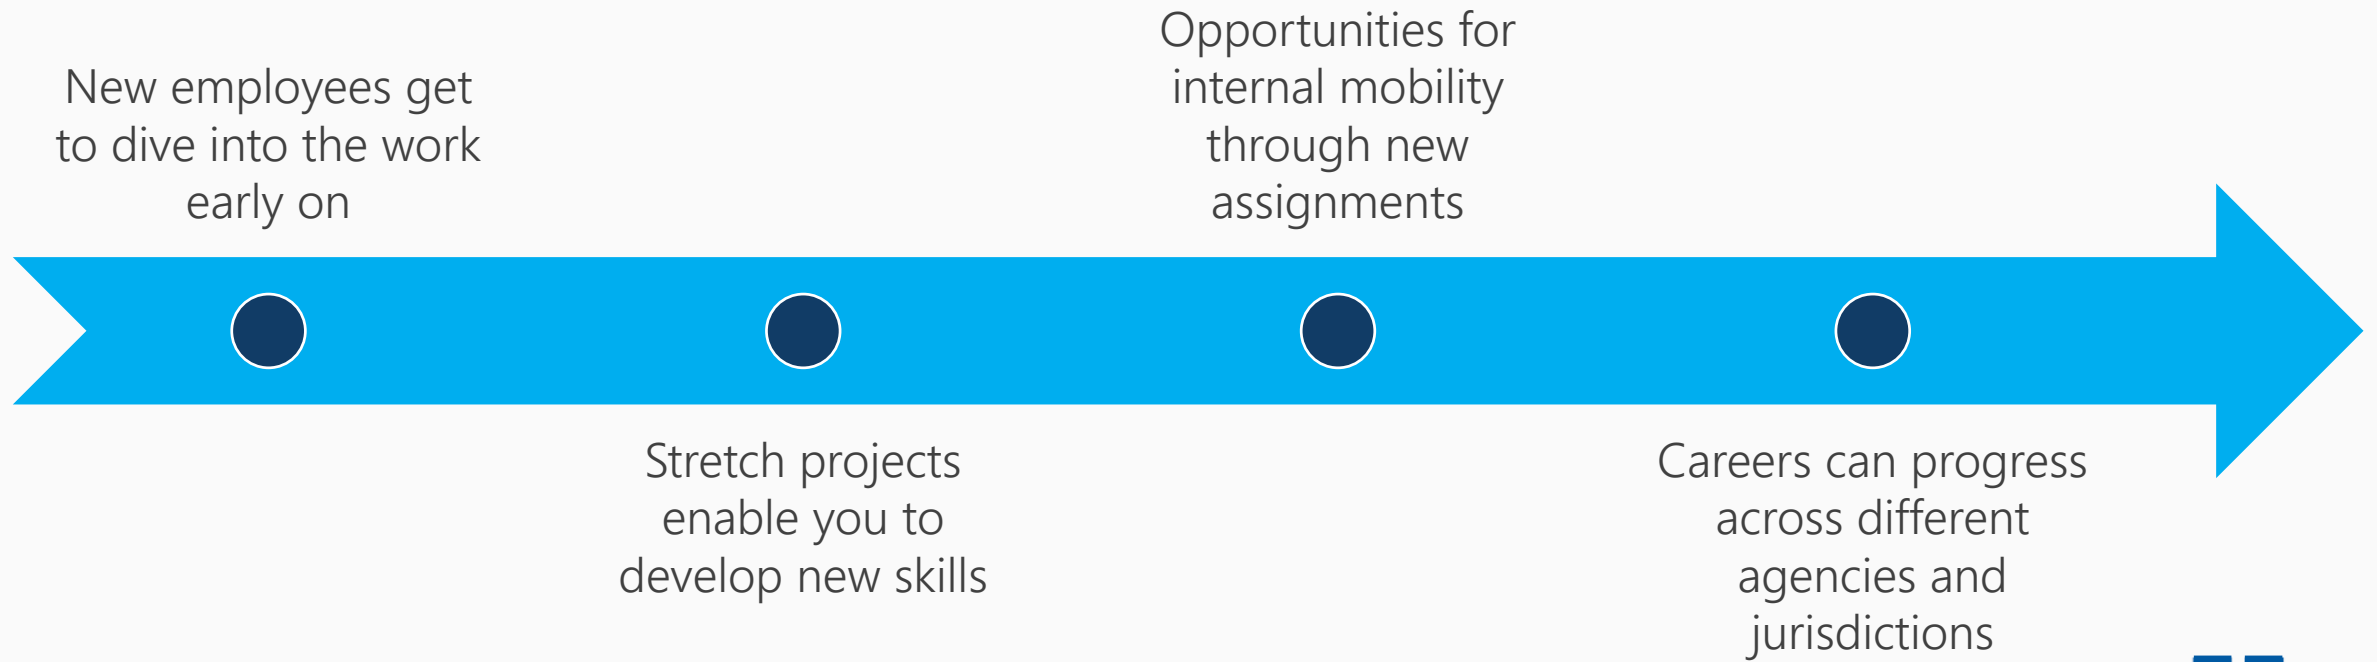 New employees get
to dive into the work
early on
Stretch projects
enable you to
develop new skills
Opportunities for
internal mobility
through new
assignments
Careers can progress
across different
agencies and
jurisdictions